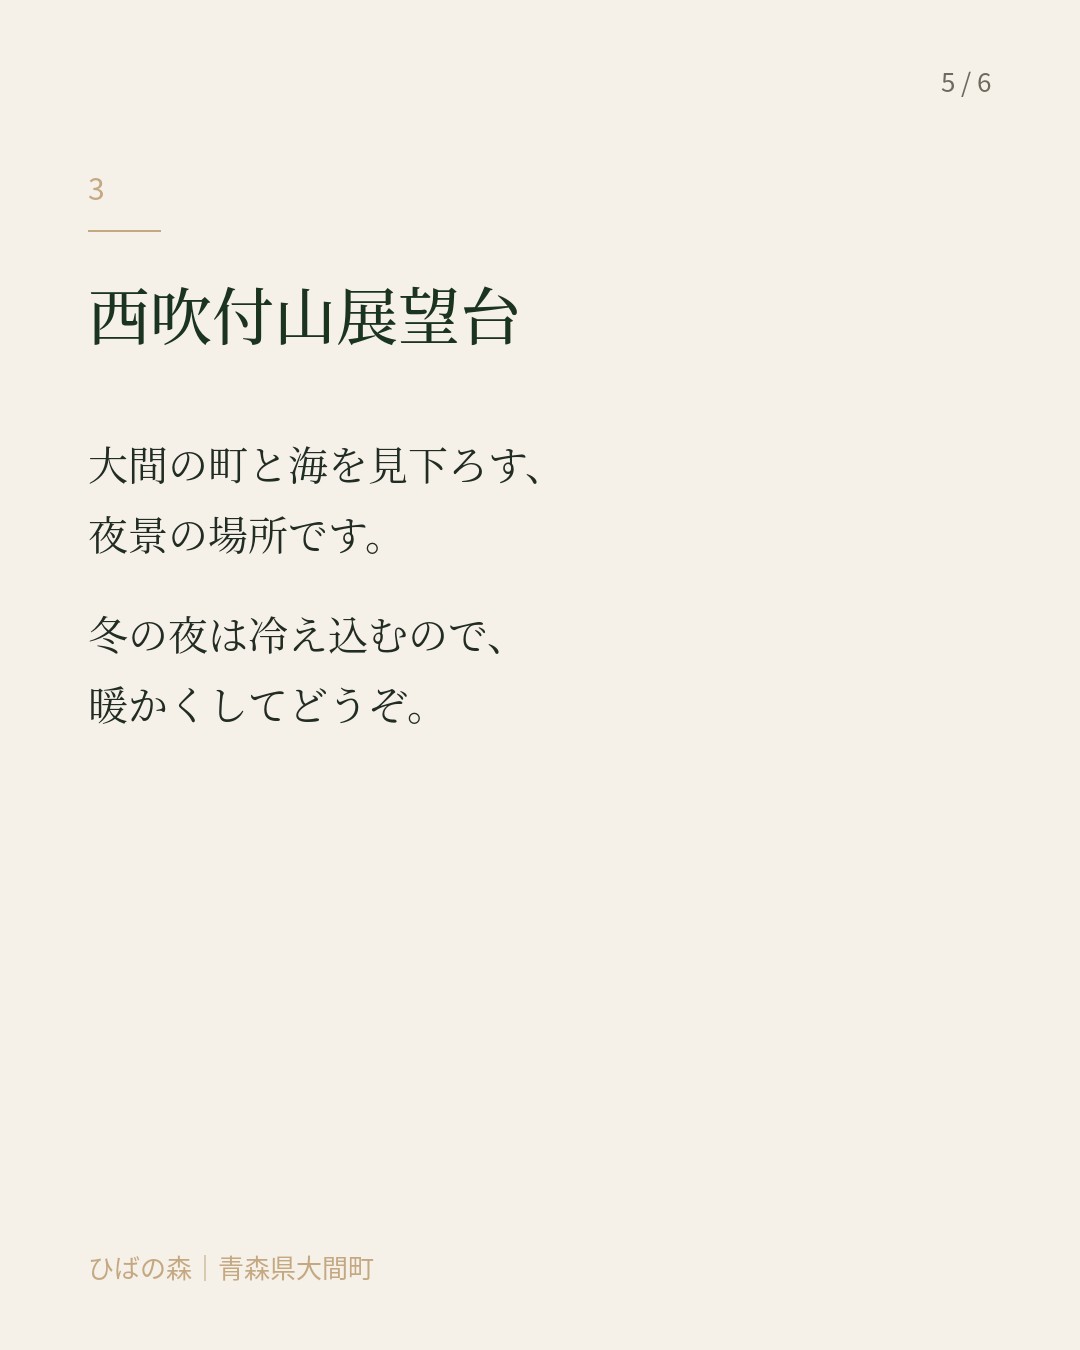 5 / 6
3
西吹付山展望台
大間の町と海を見下ろす、
夜景の場所です。
冬の夜は冷え込むので、
暖かくしてどうぞ。
ひばの森｜青森県大間町